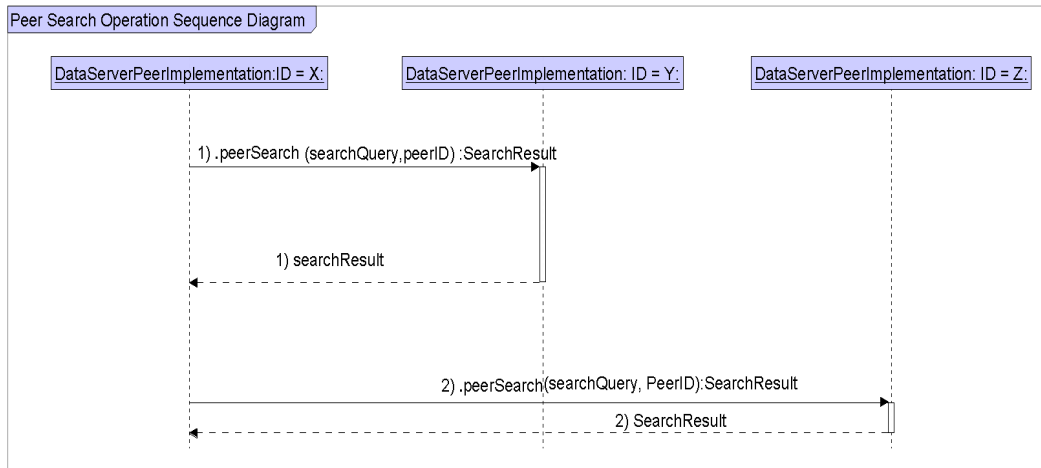 Peer Search Operation Sequence Diagram
DataServerPeerImplementation:ID = X:
DataServerPeerImplementation: ID = Y:
DataServerPeerImplementation: ID = Z:
1) .peerSearch (searchQuery,peerID) :SearchResult
1) searchResult
2) .peerSearch(searchQuery, PeerID):SearchResult
2) SearchResult